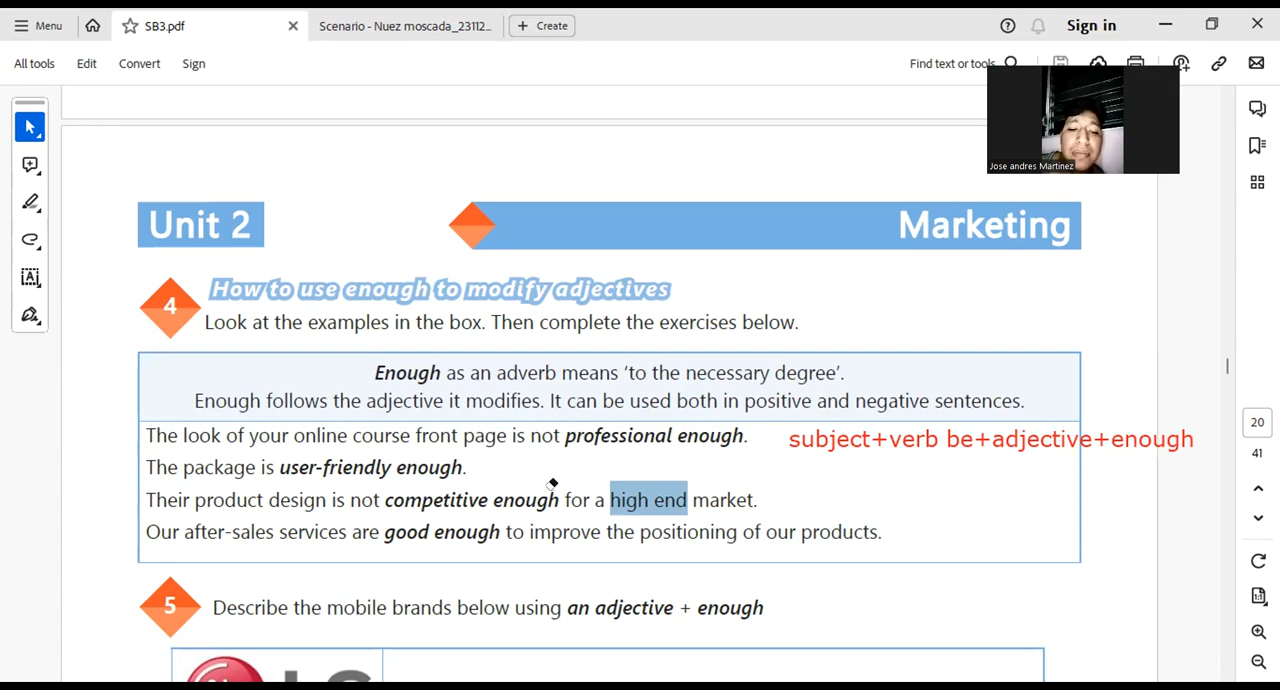 Menu
SB3.pdf
Scenario - Nuez moscada_23112...
Create
Sign in
All tools
Edit
Convert
Sign
Find text or tools
Jose andres Martinez
Unit 2
Marketing
4
How to use enough to modify adjectives
Look at the examples in the box. Then complete the exercises below.
Enough as an adverb means ‘to the necessary degree’.
Enough follows the adjective it modifies. It can be used both in positive and negative sentences.
The look of your online course front page is not professional enough.
subject+verb be+adjective+enough
The package is user-friendly enough.
Their product design is not competitive enough for a high end market.
Our after-sales services are good enough to improve the positioning of our products.
5
Describe the mobile brands below using an adjective + enough
LG
20
41